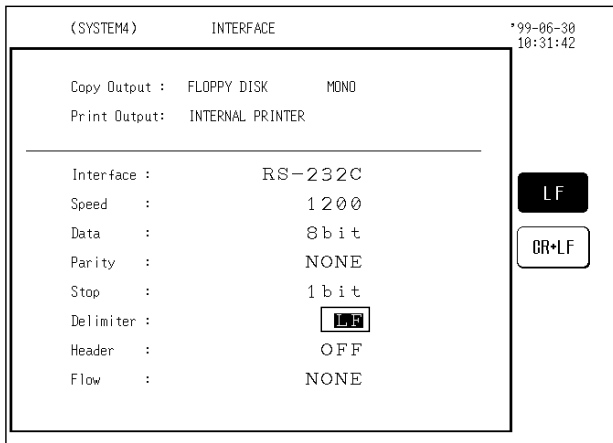 (SYSTEM4) INTERFACE '99-06-30
10:31:42
Copy Output : FLOPPY DISK MONO
Print Output: INTERNAL PRINTER
Interface : RS-232C
Speed : 1200
Data : 8bit
Parity : NONE
Stop : 1bit
Delimiter : LF
Header : OFF
Flow : NONE
LF
CR+LF